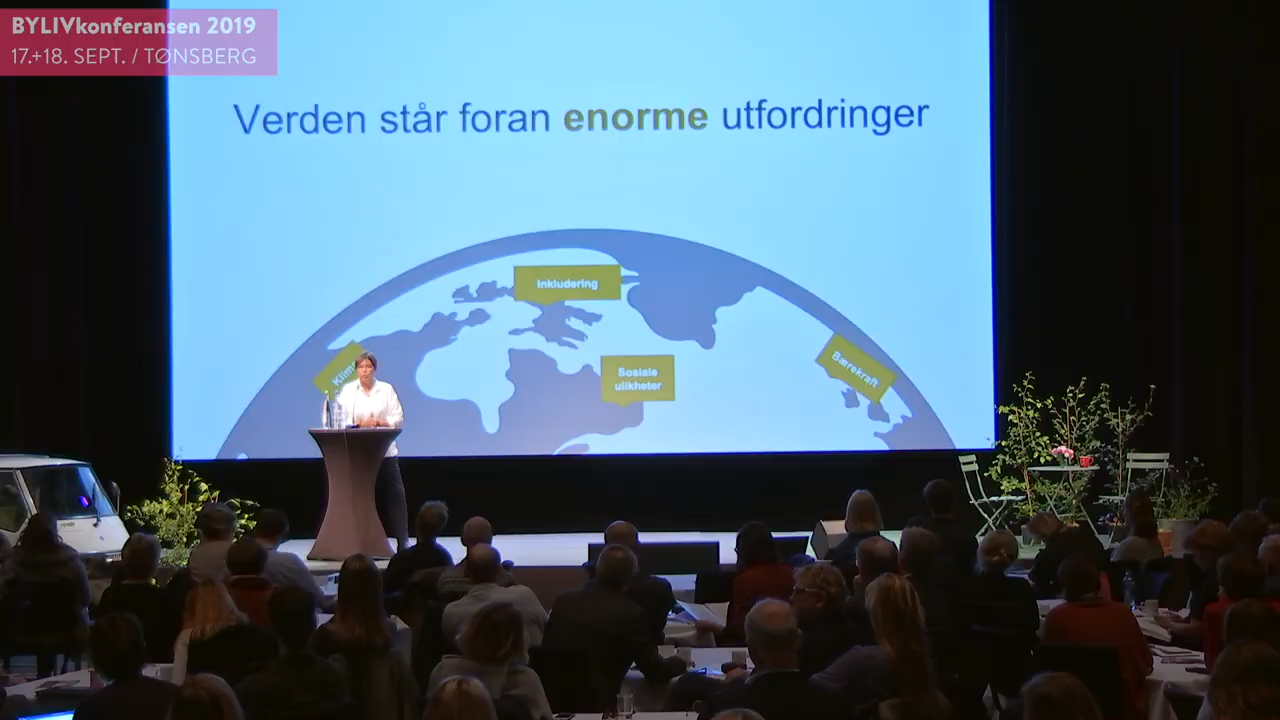 BYLIVkonferansen 2019
17.+18. SEPT. / TØNSBERG
Verden står foran enorme utfordringer
Inkludering
Sosiale
ulikheter
Bærekraft